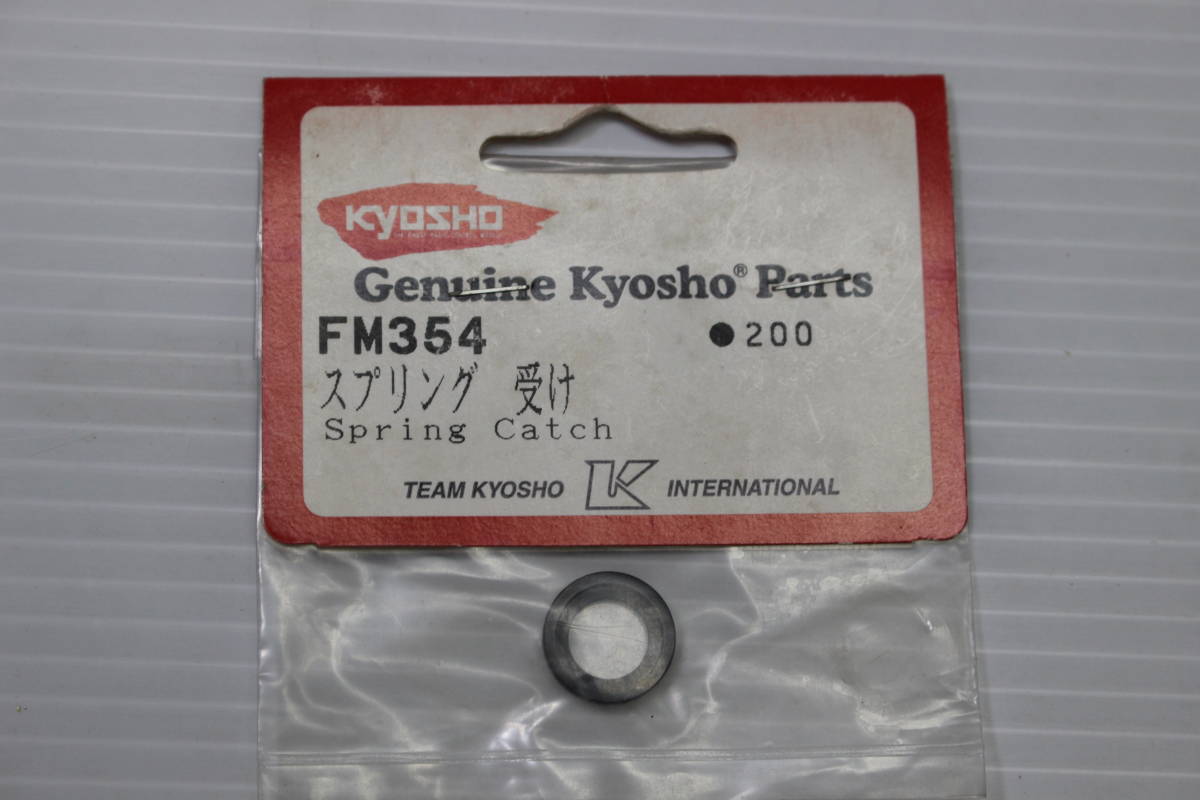 KYOSHO
Genuine Kyosho® Parts
FM354 ●200
スプリング 受け
Spring Catch
TEAM KYOSHO K INTERNATIONAL